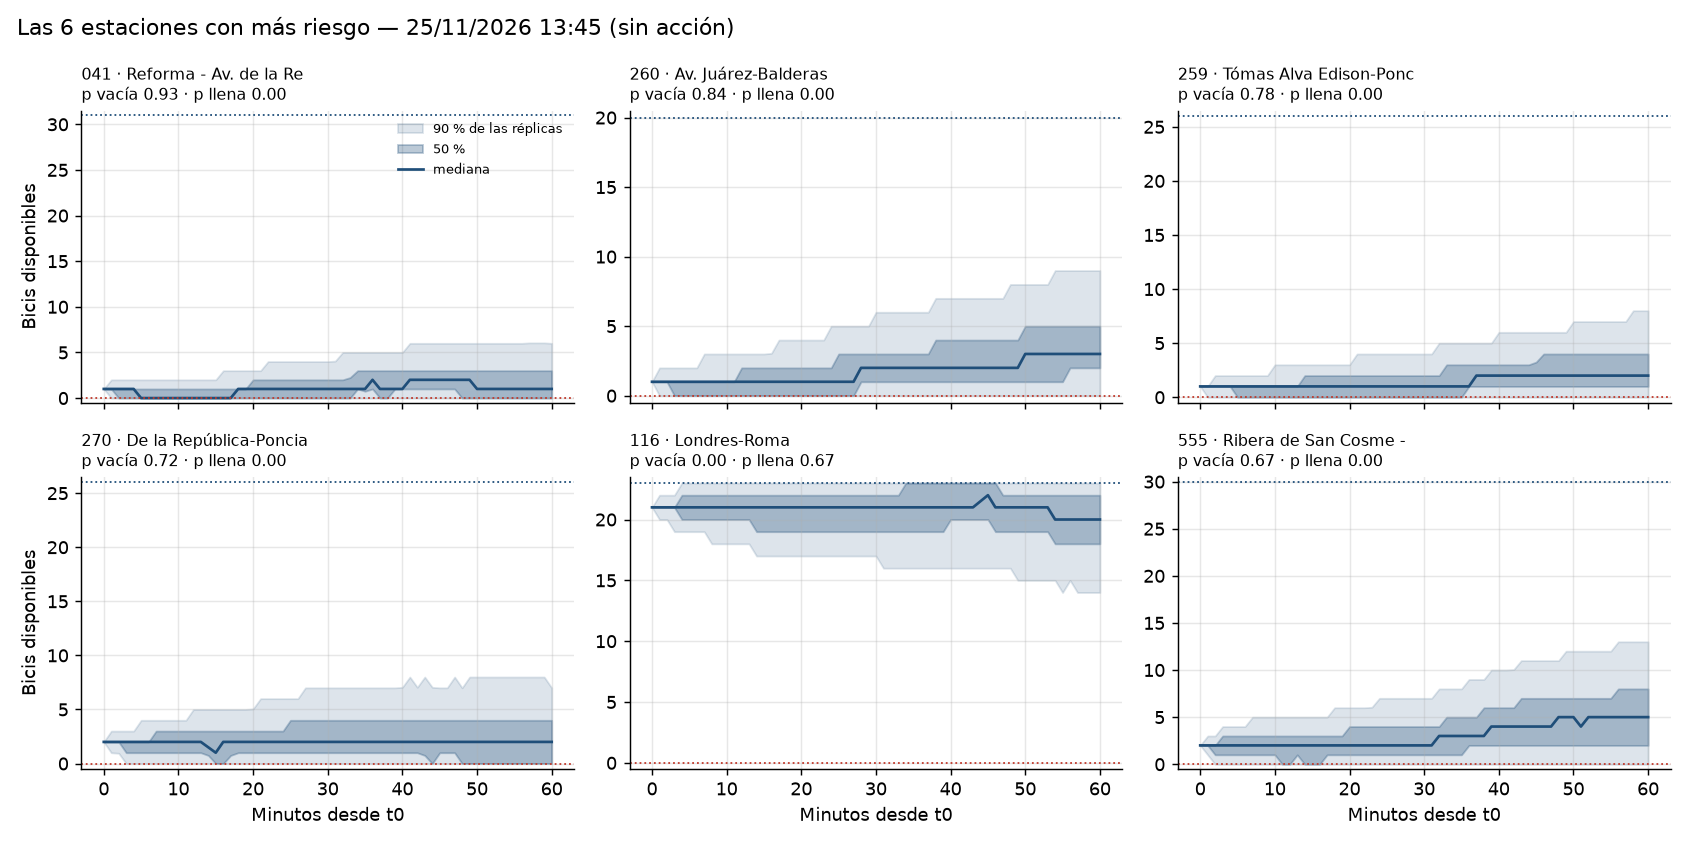 Las 6 estaciones con más riesgo — 25/11/2026 13:45 (sin acción)
041 · Reforma - Av. de la Re
p vacía 0.93 · p llena 0.00
90 % de las réplicas
50 %
mediana
Bicis disponibles
30
25
20
15
10
5
0
260 · Av. Juárez-Balderas
p vacía 0.84 · p llena 0.00
20
15
10
5
0
259 · Tómas Alva Edison-Ponc
p vacía 0.78 · p llena 0.00
25
20
15
10
5
0
270 · De la República-Poncia
p vacía 0.72 · p llena 0.00
Bicis disponibles
25
20
15
10
5
0
0 10 20 30 40 50 60
Minutos desde t0
116 · Londres-Roma
p vacía 0.00 · p llena 0.67
20
15
10
5
0
0 10 20 30 40 50 60
Minutos desde t0
555 · Ribera de San Cosme -
p vacía 0.67 · p llena 0.00
30
25
20
15
10
5
0
0 10 20 30 40 50 60
Minutos desde t0